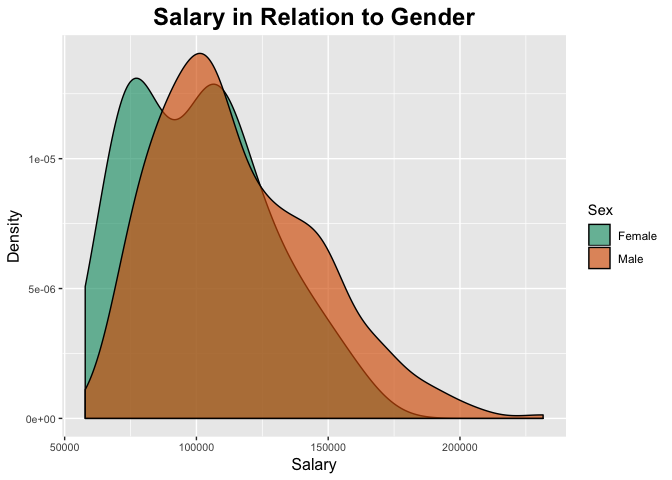 Salary in Relation to Gender
Density
1e-05
5e-06
0e+00
50000 100000 150000 200000
Salary
Sex
Female
Male